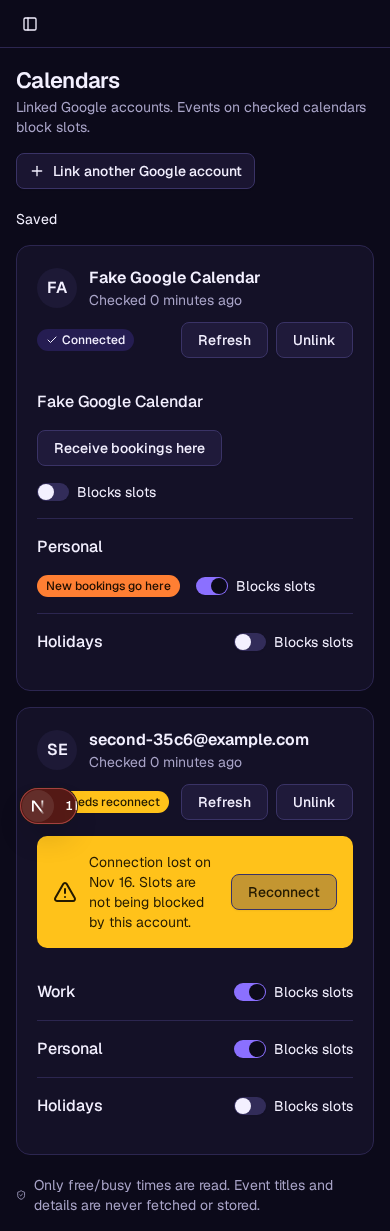 Calendars
Linked Google accounts. Events on checked calendars
block slots.
Link another Google account
Saved
FA
Fake Google Calendar
Checked 0 minutes ago
Connected
Refresh
Unlink
Fake Google Calendar
Receive bookings here
Blocks slots
Personal
New bookings go here
Blocks slots
Holidays
Blocks slots
SE
second-35c6@example.com
Checked 0 minutes ago
N 1
reconnect
Refresh
Unlink
Connection lost on
Nov 16. Slots are
not being blocked
by this account.
Reconnect
Work
Blocks slots
Personal
Blocks slots
Holidays
Blocks slots
Only free/busy times are read. Event titles and
details are never fetched or stored.